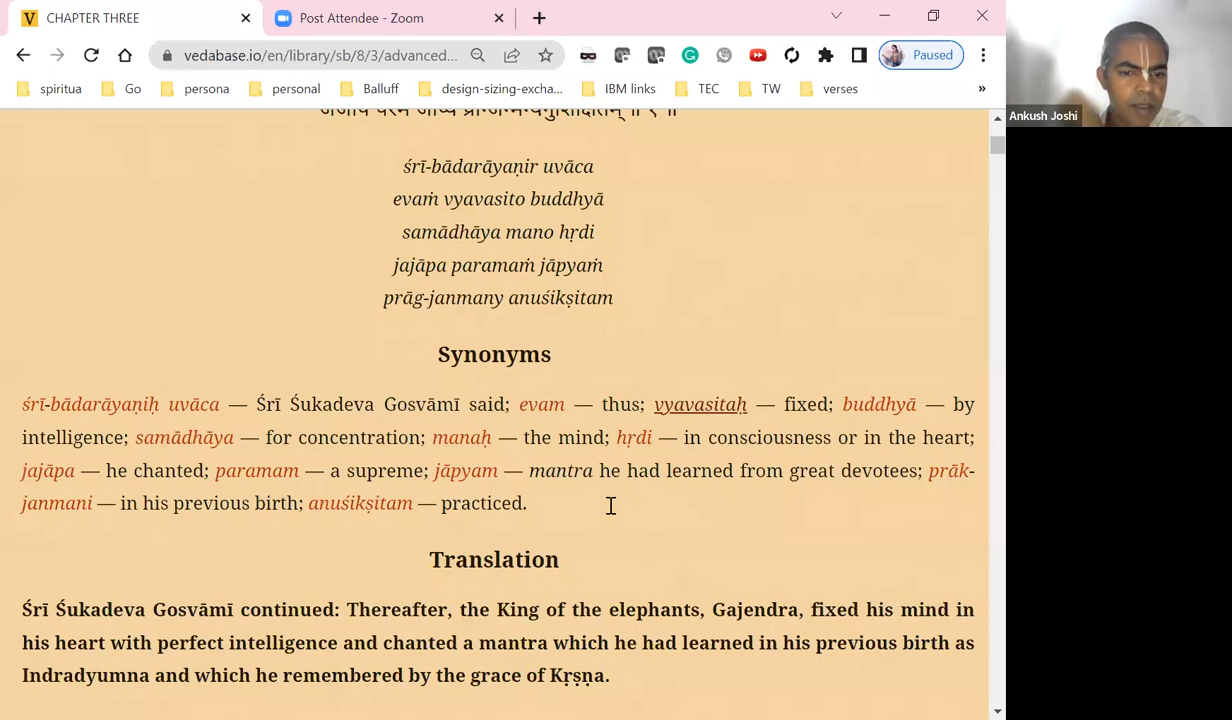 CHAPTER THREE
Post Attendee - Zoom
vedabase.io/en/library/sb/8/3/advanced...
Paused
spiritua
Go
persona
personal
Balluff
design-sizing-excha...
IBM links
TEC
TW
verses
»
Ankush Joshi
śrī-bādarāyaṇir uvāca
evaṁ vyavasito buddhyā
samādhāya mano hṛdi
jajāpa paramaṁ jāpyaṁ
prāg-janmany anuśikṣitam
Synonyms
śrī-bādarāyaṇiḥ uvāca — Śrī Śukadeva Gosvāmī said; evam — thus; vyavasitaḥ — fixed; buddhyā — by
intelligence; samādhāya — for concentration; manaḥ — the mind; hṛdi — in consciousness or in the heart;
jajāpa — he chanted; paramam — a supreme; jāpyam — mantra he had learned from great devotees; prāk-
janmani — in his previous birth; anuśikṣitam — practiced.
Translation
Śrī Śukadeva Gosvāmī continued: Thereafter, the King of the elephants, Gajendra, fixed his mind in
his heart with perfect intelligence and chanted a mantra which he had learned in his previous birth as
Indradyumna and which he remembered by the grace of Kṛṣṇa.